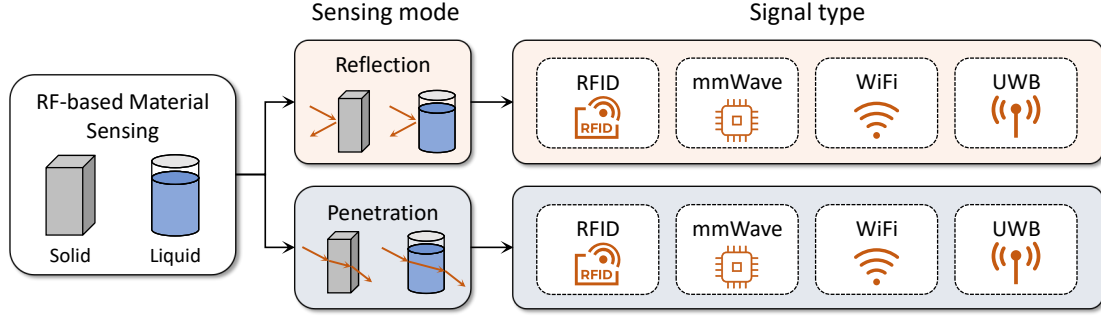 Sensing mode
Signal type
RF-based Material
Sensing
Solid
Liquid
Reflection
RFID
RFID
mmWave
WiFi
UWB
Penetration
RFID
RFID
mmWave
WiFi
UWB